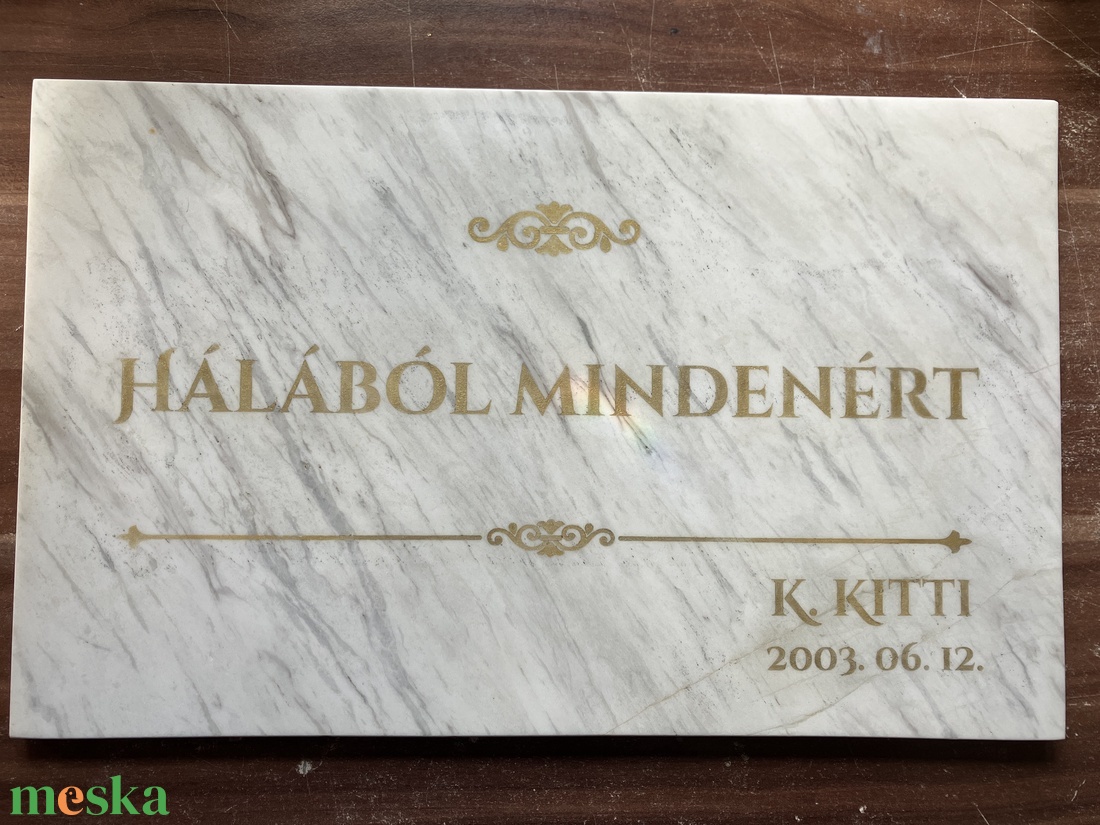 HÁLÁBÓL MINDENÉRT
K. KITTI
2003. 06. 12.
meska